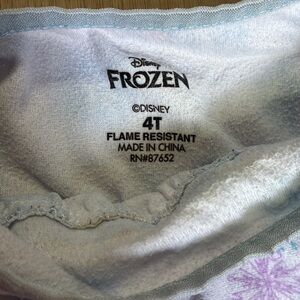 Disney
FROZEN
©DISNEY
4T
FLAME RESISTANT
MADE IN CHINA
RN#87652